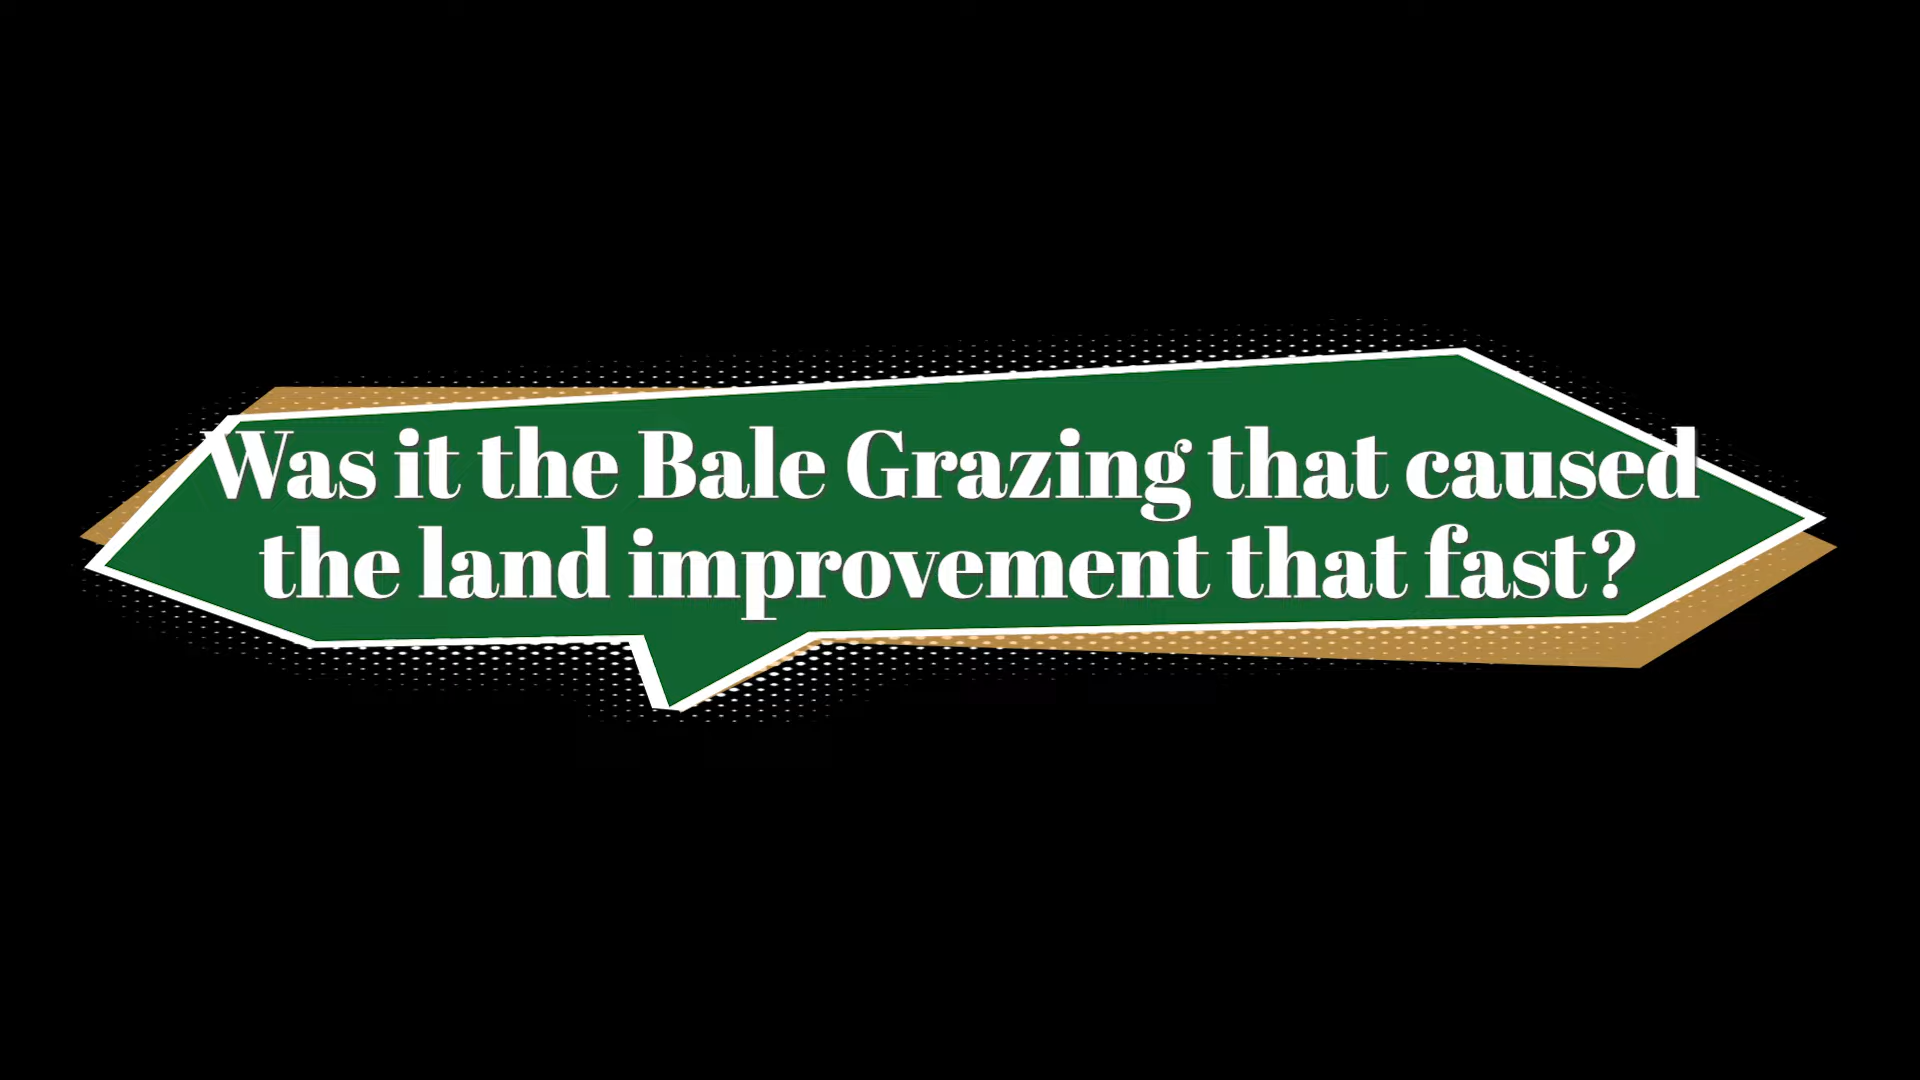 Was it the Bale Grazing that caused
the land improvement that fast?